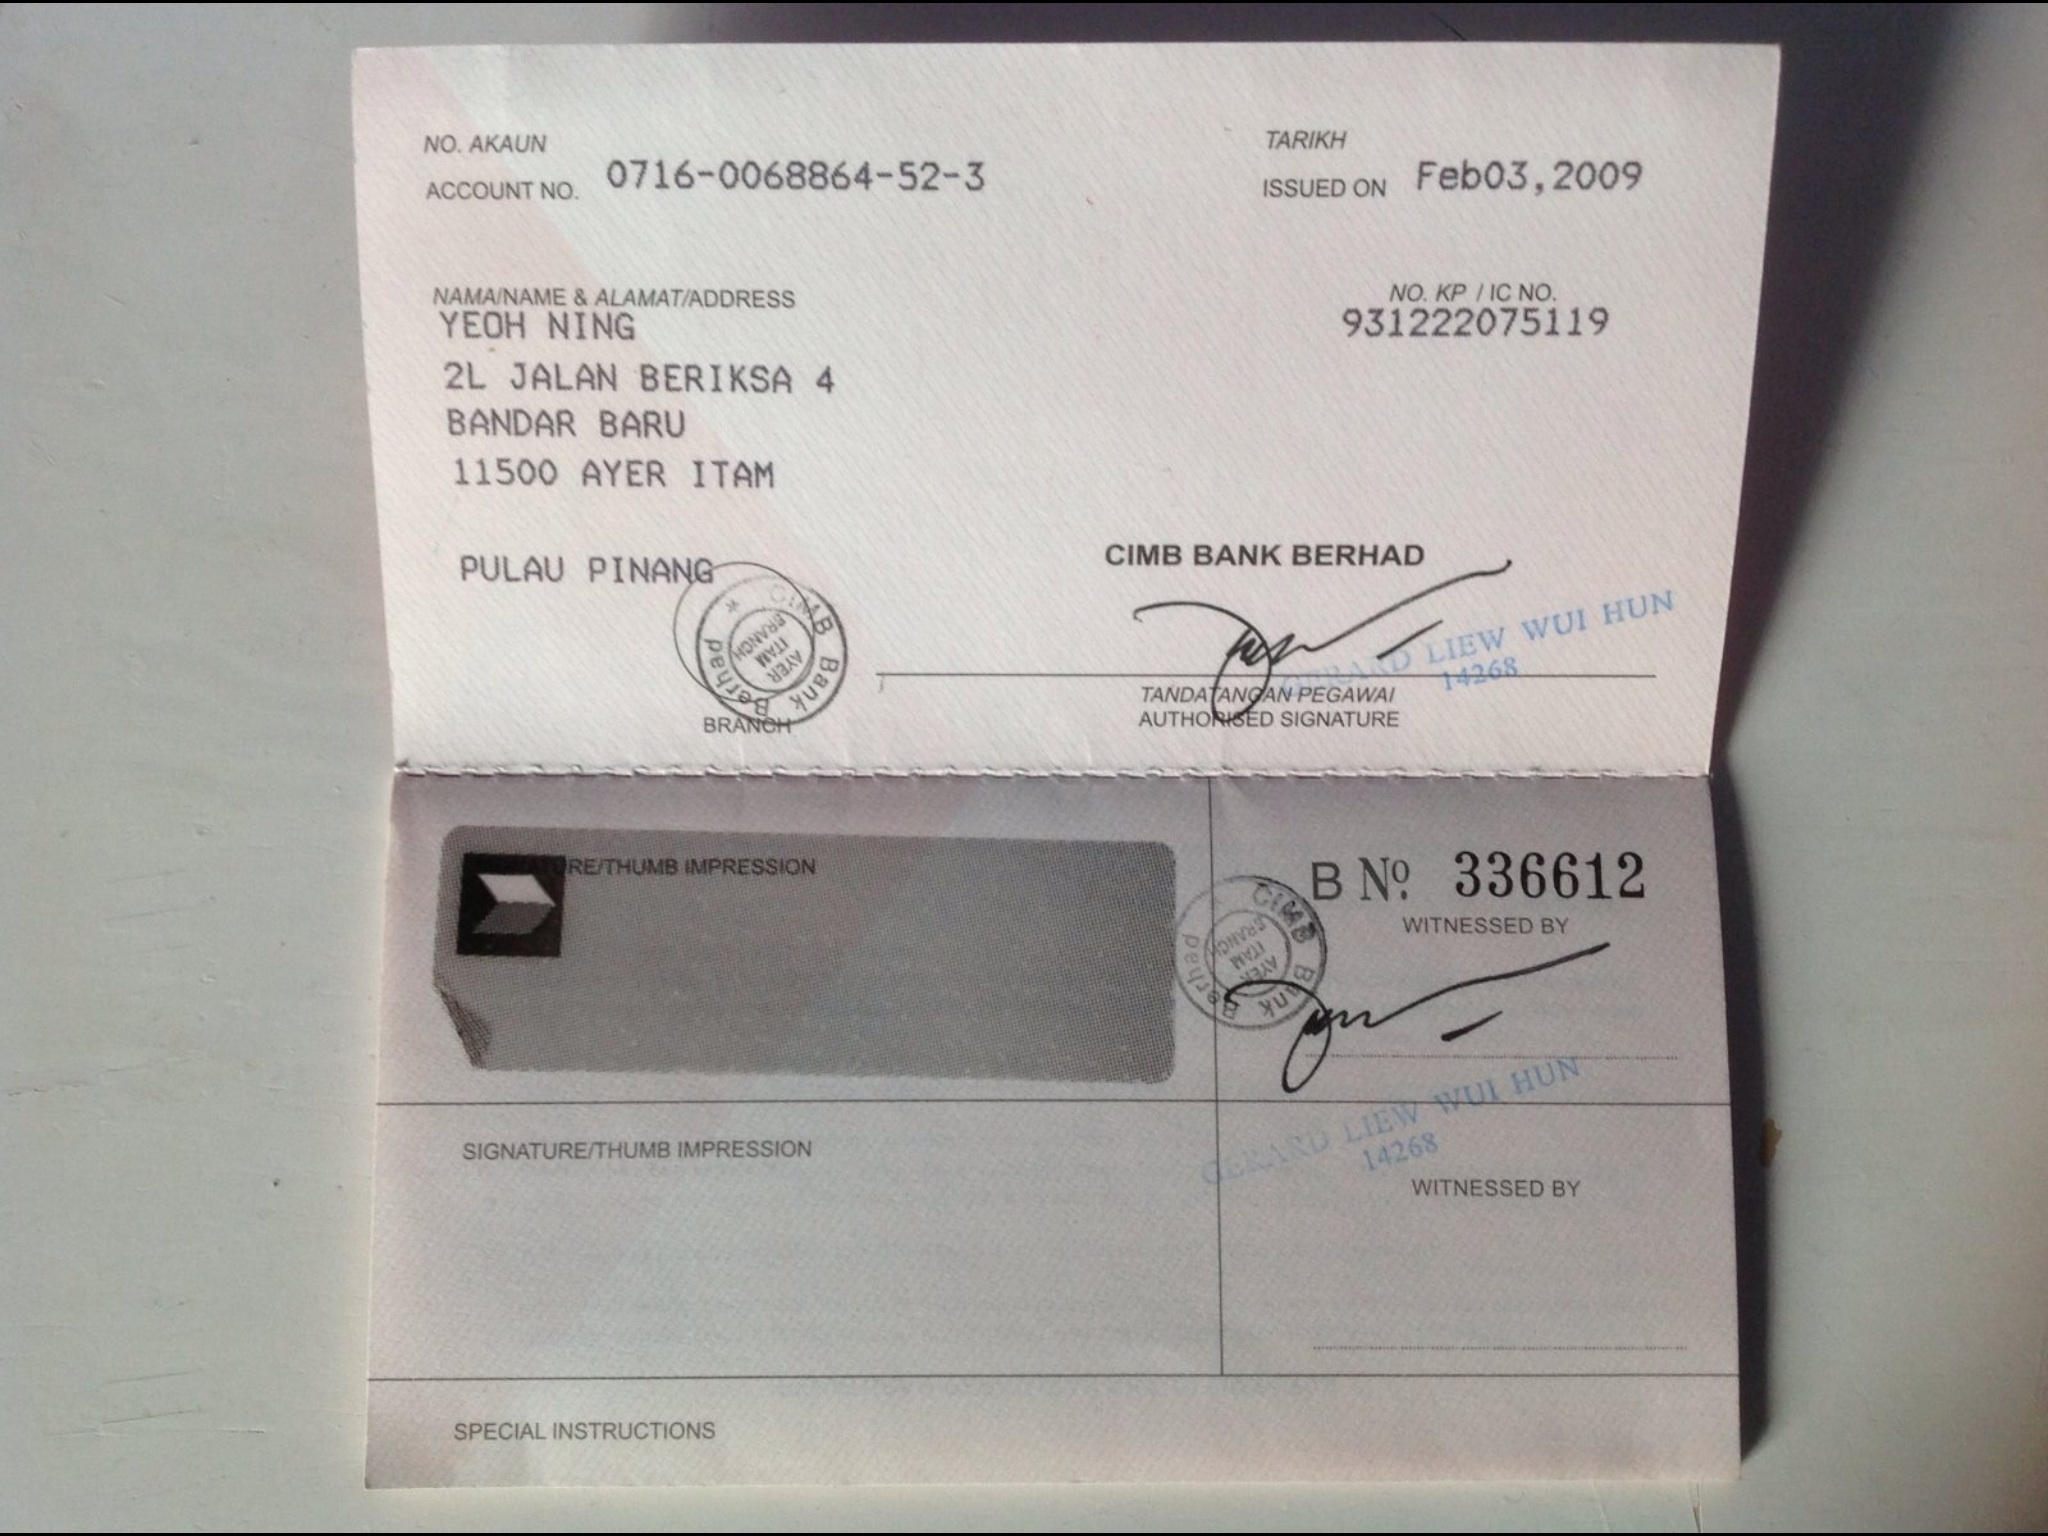 NO. AKAUN
ACCOUNT NO. 0716-0068864-52-3
TARIKH
ISSUED ON Feb03,2009
NAMA/NAME & ALAMAT/ADDRESS
YEOH NING
2L JALAN BERIKSA 4
BANDAR BARU
11500 AYER ITAM
PULAU PINANG
NO. KP / IC NO.
931222075119
CIMB Bank Berhad
AYER
ITAM
BRANCH
BRANCH
CIMB BANK BERHAD
GERARD LIEW WUI HUN
14268
TANDATANGAN PEGAWAI
AUTHORISED SIGNATURE
RE/THUMB IMPRESSION
B No. 336612
WITNESSED BY
CIMB Bank Berhad
AYER
ITAM
BRANCH
GERARD LIEW WUI HUN
14268
SIGNATURE/THUMB IMPRESSION
WITNESSED BY
SPECIAL INSTRUCTIONS